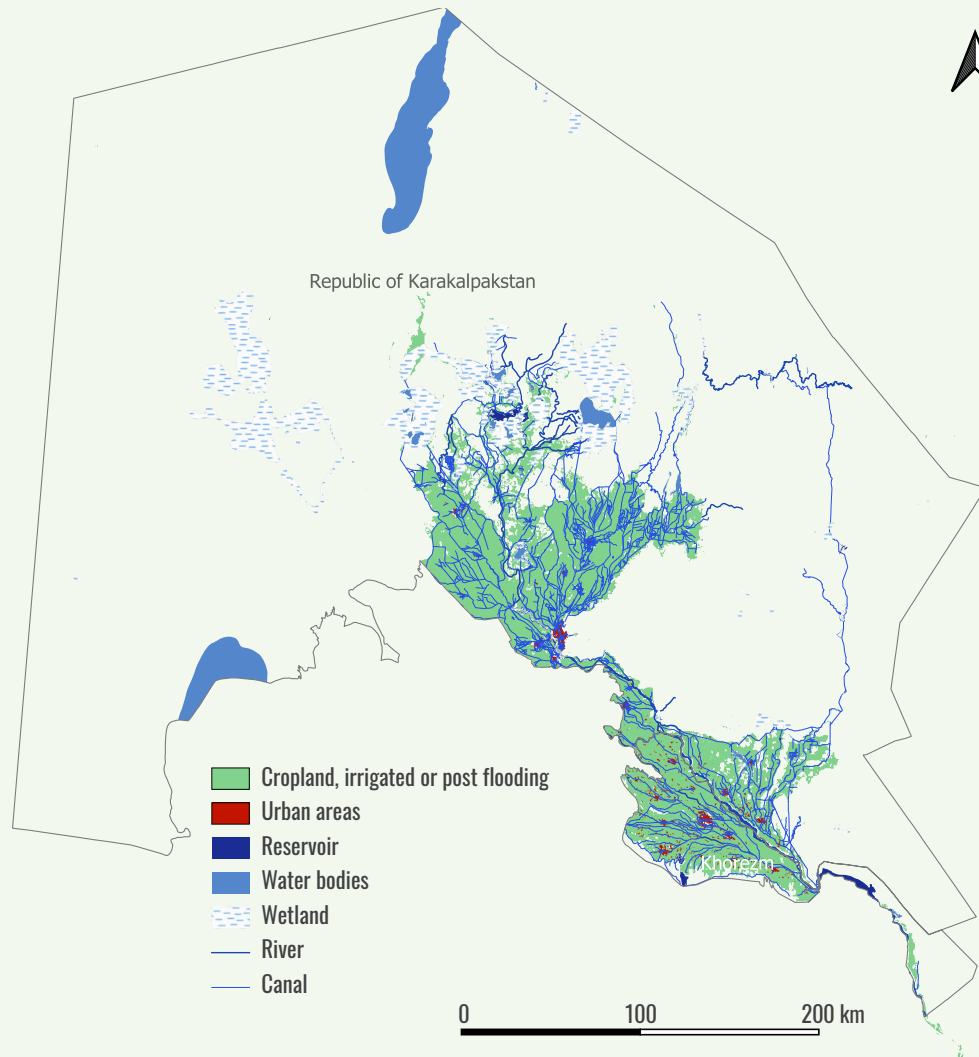 Republic of Karakalpakstan
Khorezm
Cropland, irrigated or post flooding
Urban areas
Reservoir
Water bodies
Wetland
River
Canal
0 100 200 km